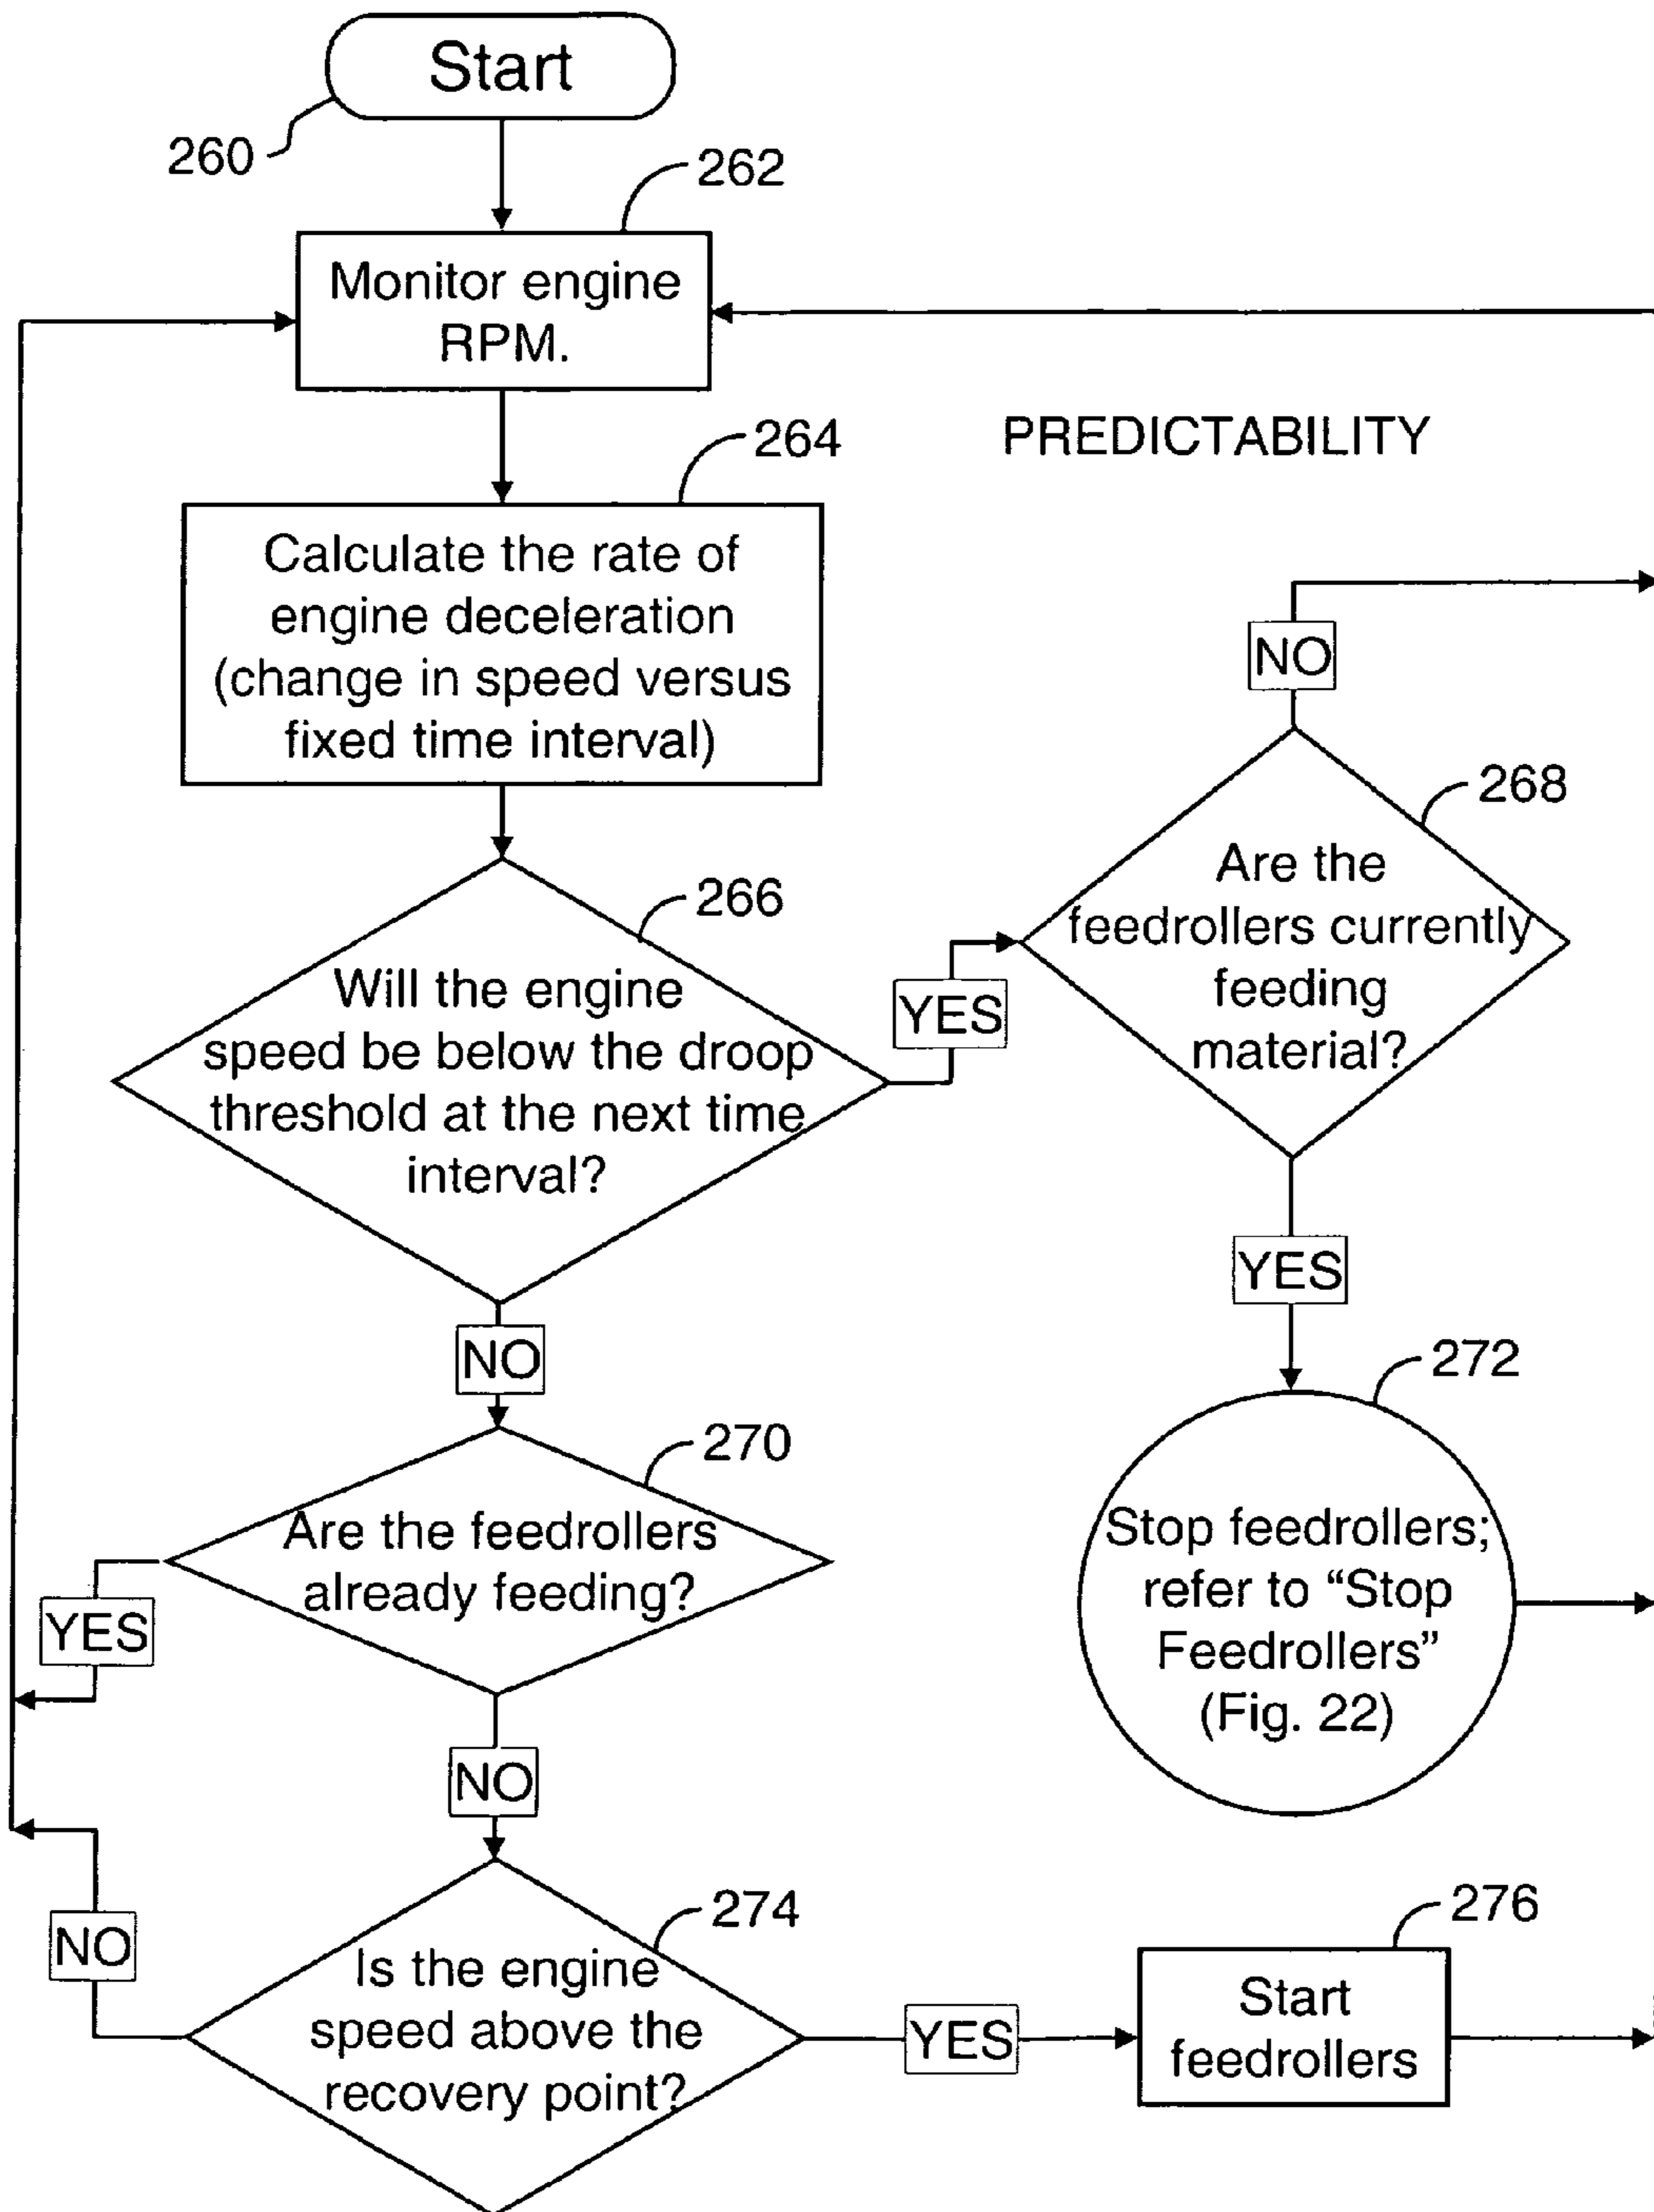 Start
260
262
Monitor engine
RPM.
264
PREDICTABILITY
Calculate the rate of
engine deceleration
(change in speed versus
fixed time interval)
NO
268
Are the
feedrollers currently
feeding
material?
266
Will the engine
speed be below the droop
threshold at the next time
interval?
YES
YES
NO
272
Stop feedrollers;
refer to “Stop
Feedrollers”
(Fig. 22)
270
Are the feedrollers
already feeding?
YES
NO
274
Is the engine
speed above the
recovery point?
NO
YES
276
Start
feedrollers